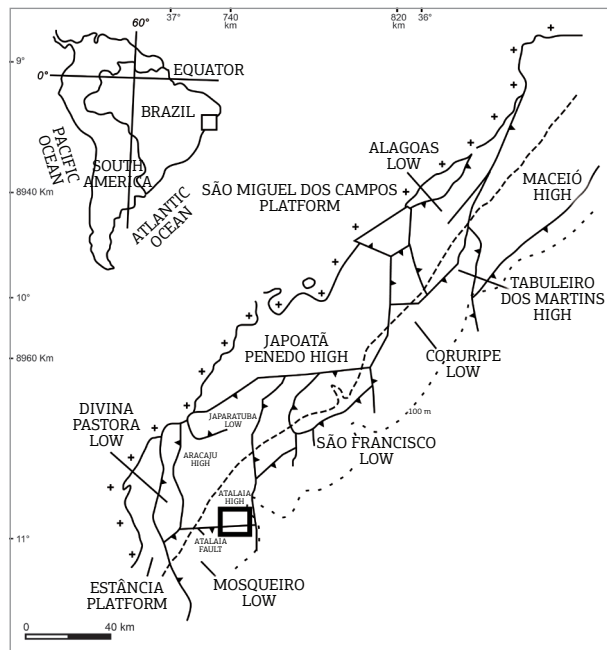 37°
740
km
820
36°
km
60°
9°
0°
EQUATOR
BRAZIL
PACIFIC
OCEAN
SOUTH
AMERICA
ATLANTIC
OCEAN
ALAGOAS
LOW
8940 Km
SÃO MIGUEL DOS CAMPOS
PLATFORM
MACEIÓ
HIGH
TABULEIRO
DOS MARTINS
HIGH
10°
JAPOATÃ
PENEDO HIGH
8960 Km
CORURIPE
LOW
DIVINA
PASTORA
LOW
JAPARATUBA
LOW
100 m
SÃO FRANCISCO
LOW
ARACAJU
HIGH
ATALAIA
HIGH
11°
ATALAIA
FAULT
ESTÂNCIA
PLATFORM
MOSQUEIRO
LOW
0
40 km